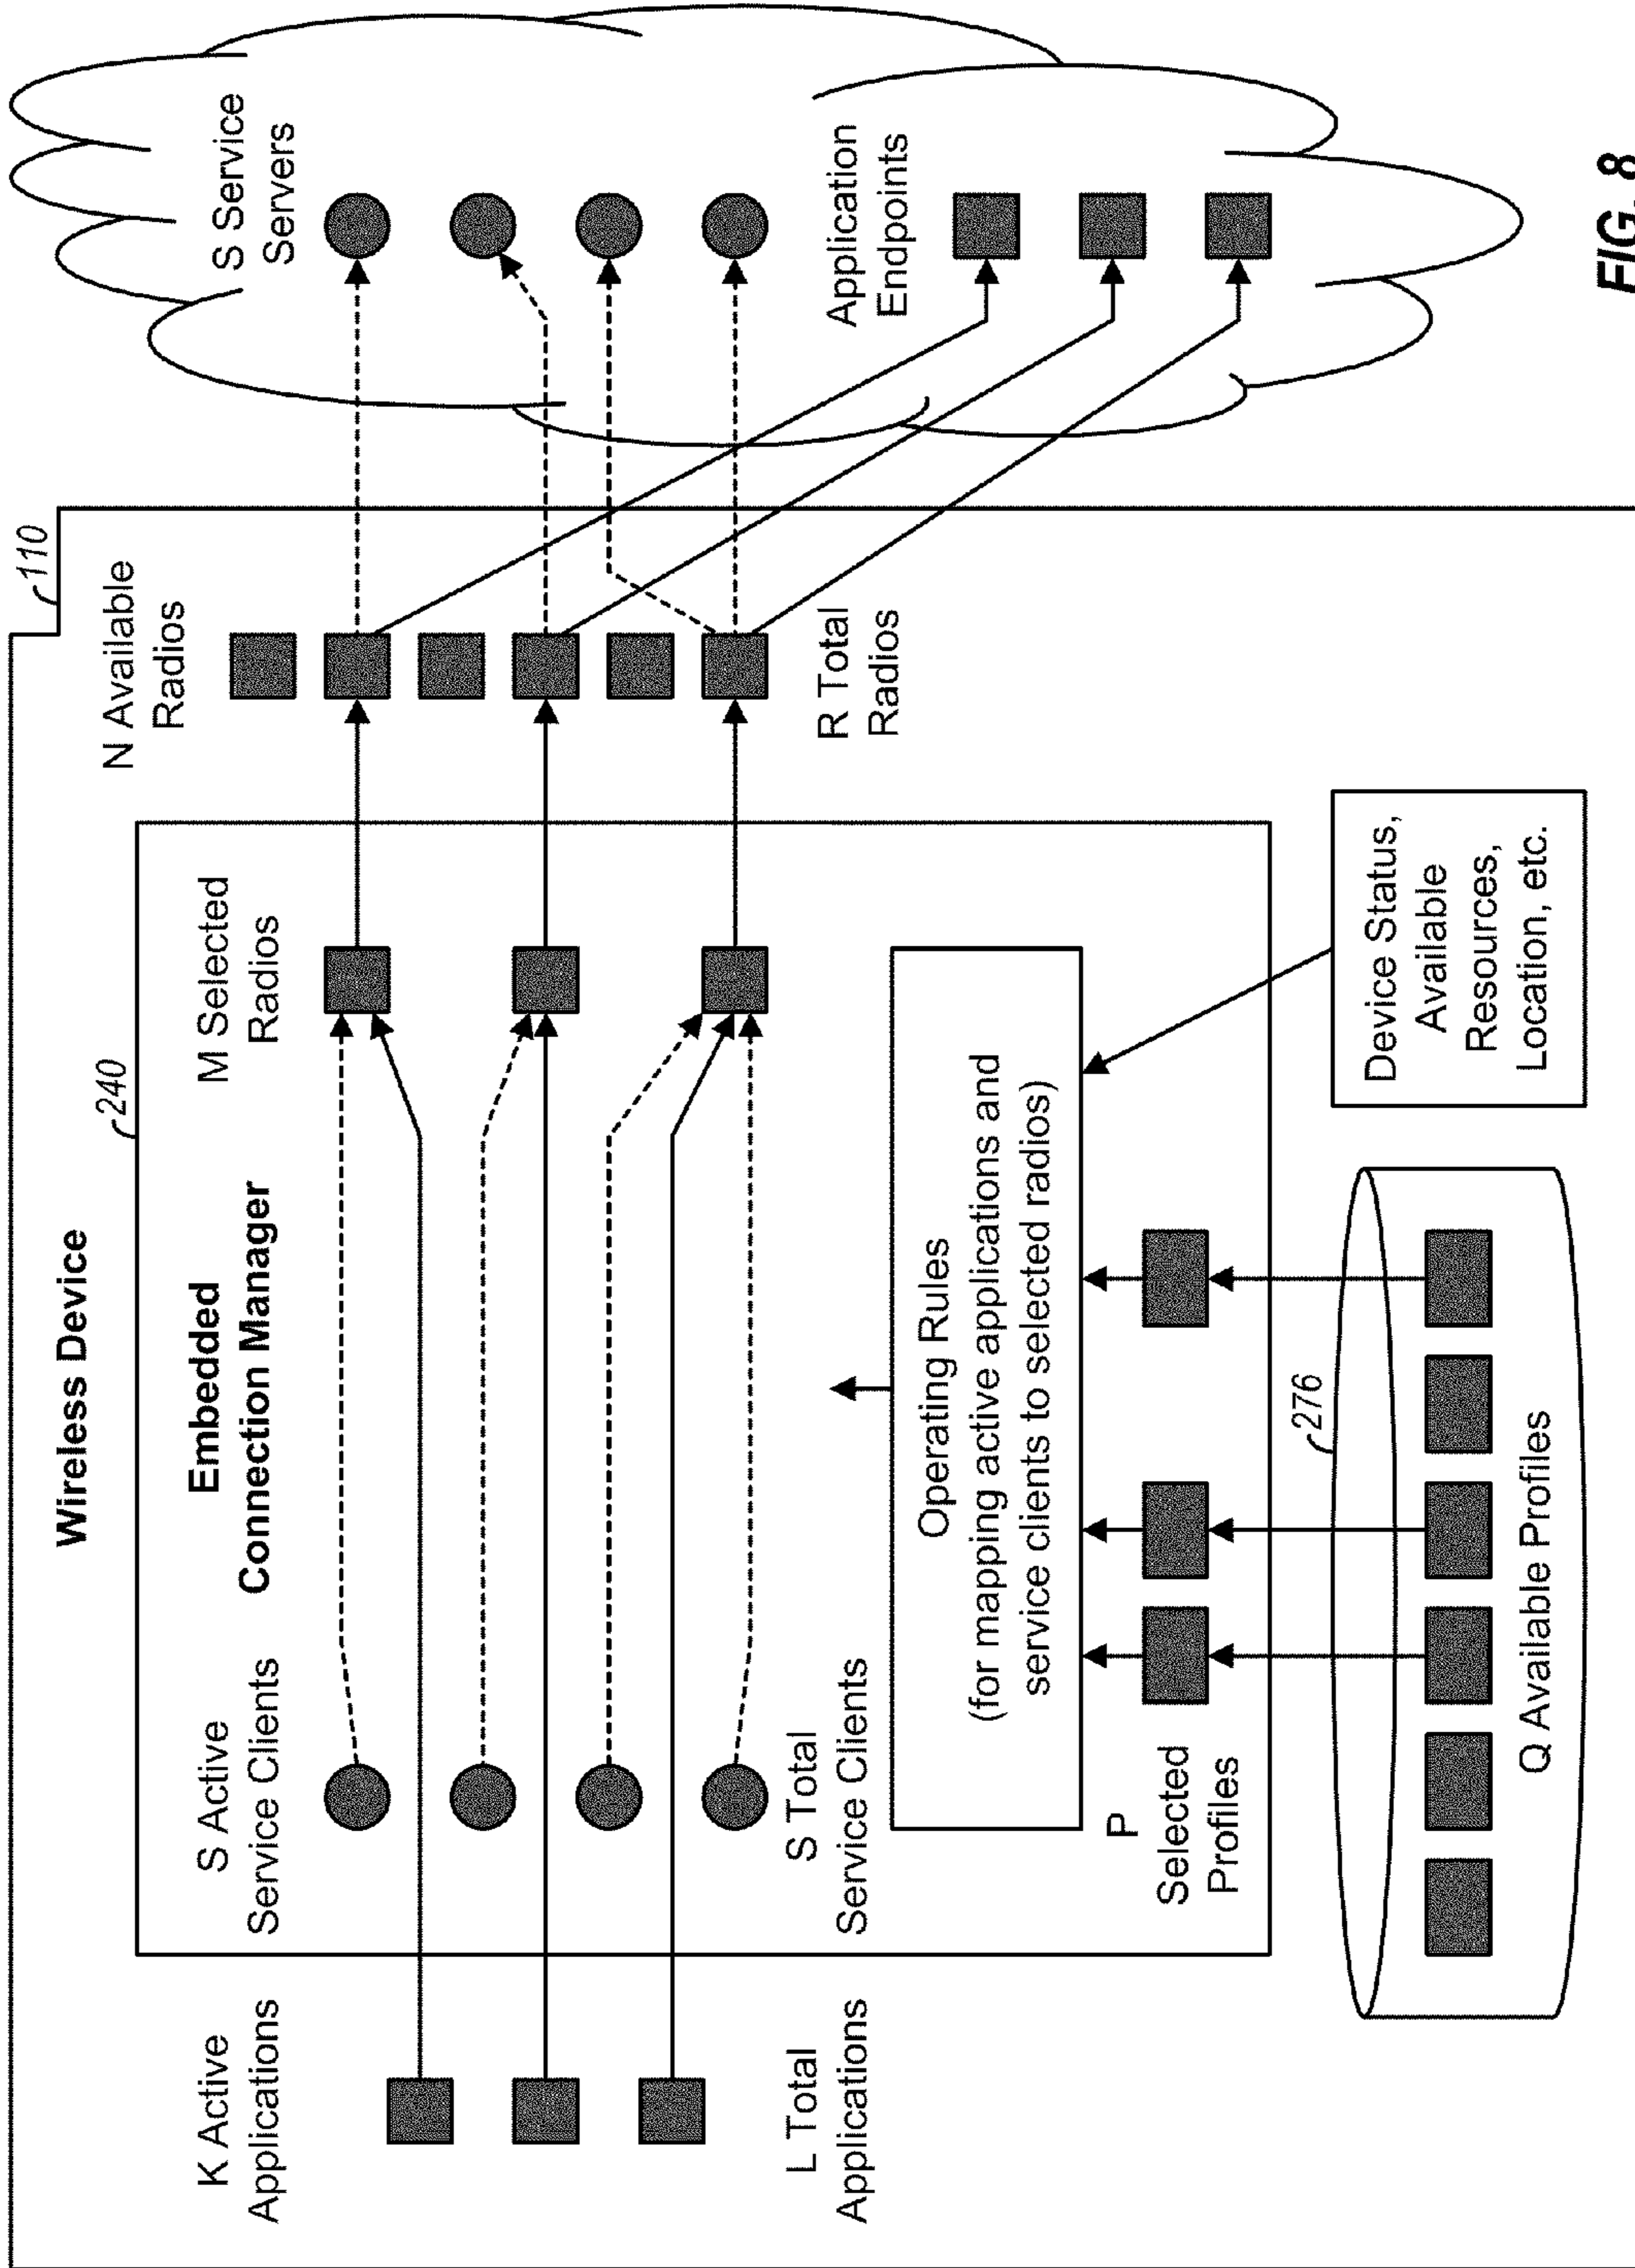 Wireless Device
110
240
Embedded
Connection Manager
K Active
Applications
S Active
Service Clients
M Selected
Radios
N Available
Radios
S Service
Servers
L Total
Applications
S Total
Service Clients
R Total
Radios
Application
Endpoints
Operating Rules
(for mapping active applications and
service clients to selected radios)
P
Selected
Profiles
276
Q Available Profiles
Device Status,
Available
Resources,
Location, etc.
FIG. 8